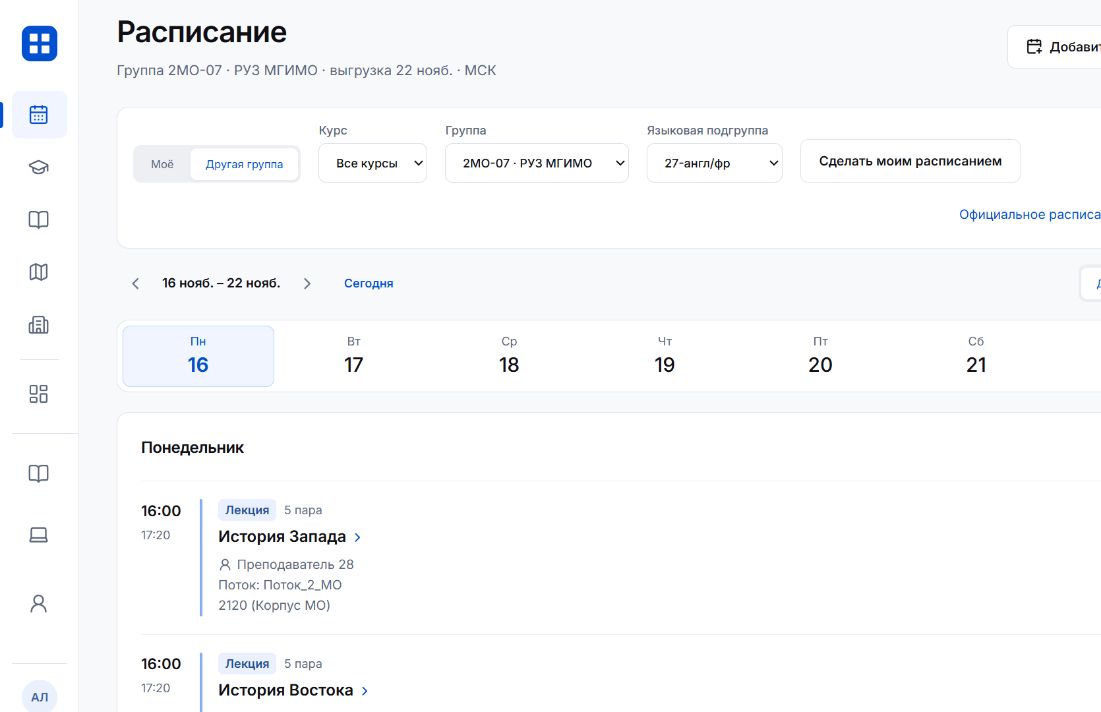 Расписание
Группа 2МО-07 · РУЗ МГИМО · выгрузка 22 нояб. · МСК
Добавит
Курс
Группа
Языковая подгруппа
Моё
Другая группа
Все курсы
2МО-07 · РУЗ МГИМО
27-англ/фр
Сделать моим расписанием
Официальное расписа
16 нояб. – 22 нояб.
Сегодня
Пн
16
Вт
17
Ср
18
Чт
19
Пт
20
Сб
21
Понедельник
16:00
17:20
Лекция
5 пара
История Запада
Преподаватель 28
Поток: Поток_2_МО
2120 (Корпус МО)
16:00
17:20
Лекция
5 пара
История Востока
АЛ